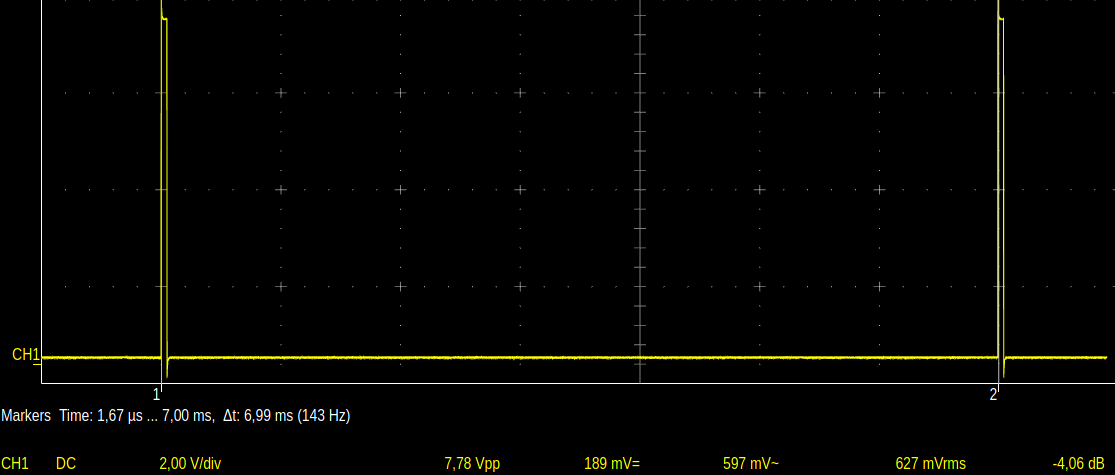 CH1
1 2
Markers Time: 1,67 µs ... 7,00 ms, Δt: 6,99 ms (143 Hz)
CH1 DC 2,00 V/div 7,78 Vpp 189 mV= 597 mV~ 627 mVrms -4,06 dB